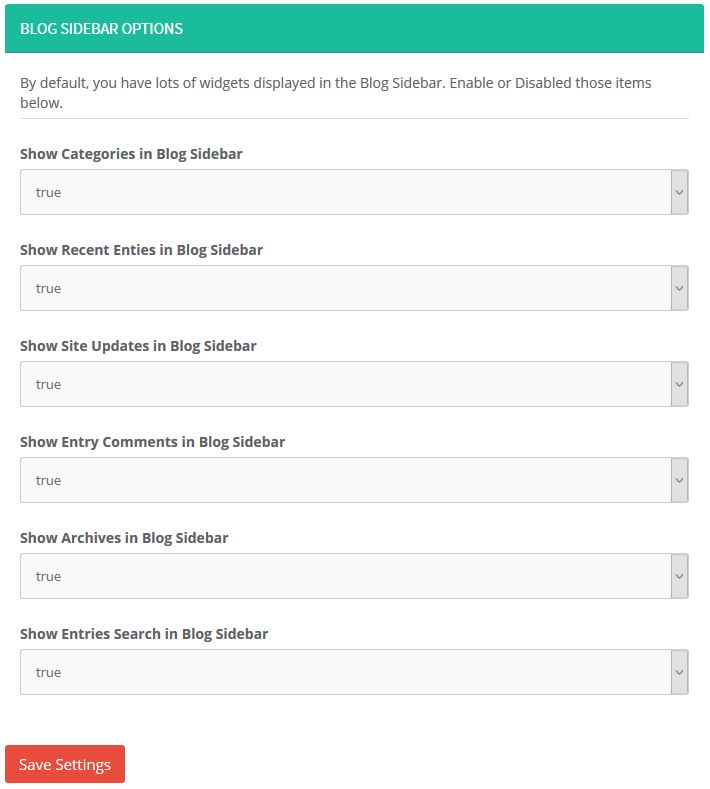 BLOG SIDEBAR OPTIONS
By default, you have lots of widgets displayed in the Blog Sidebar. Enable or Disabled those items
below.
Show Categories in Blog Sidebar
true
Show Recent Enties in Blog Sidebar
true
Show Site Updates in Blog Sidebar
true
Show Entry Comments in Blog Sidebar
true
Show Archives in Blog Sidebar
true
Show Entries Search in Blog Sidebar
true
Save Settings